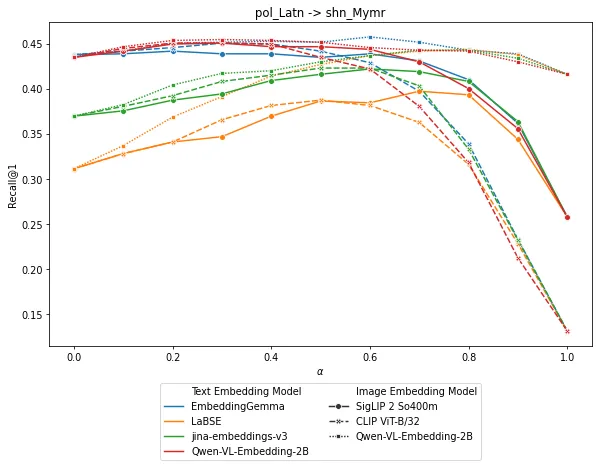 pol_Latn -> shn_Mymr
0.45
0.40
0.35
0.30
0.25
0.20
0.15
Recall@1
0.0 0.2 0.4 0.6 0.8 1.0
α
Text Embedding Model
EmbeddingGemma
LaBSE
jina-embeddings-v3
Qwen-VL-Embedding-2B
Image Embedding Model
SigLIP 2 So400m
CLIP ViT-B/32
Qwen-VL-Embedding-2B